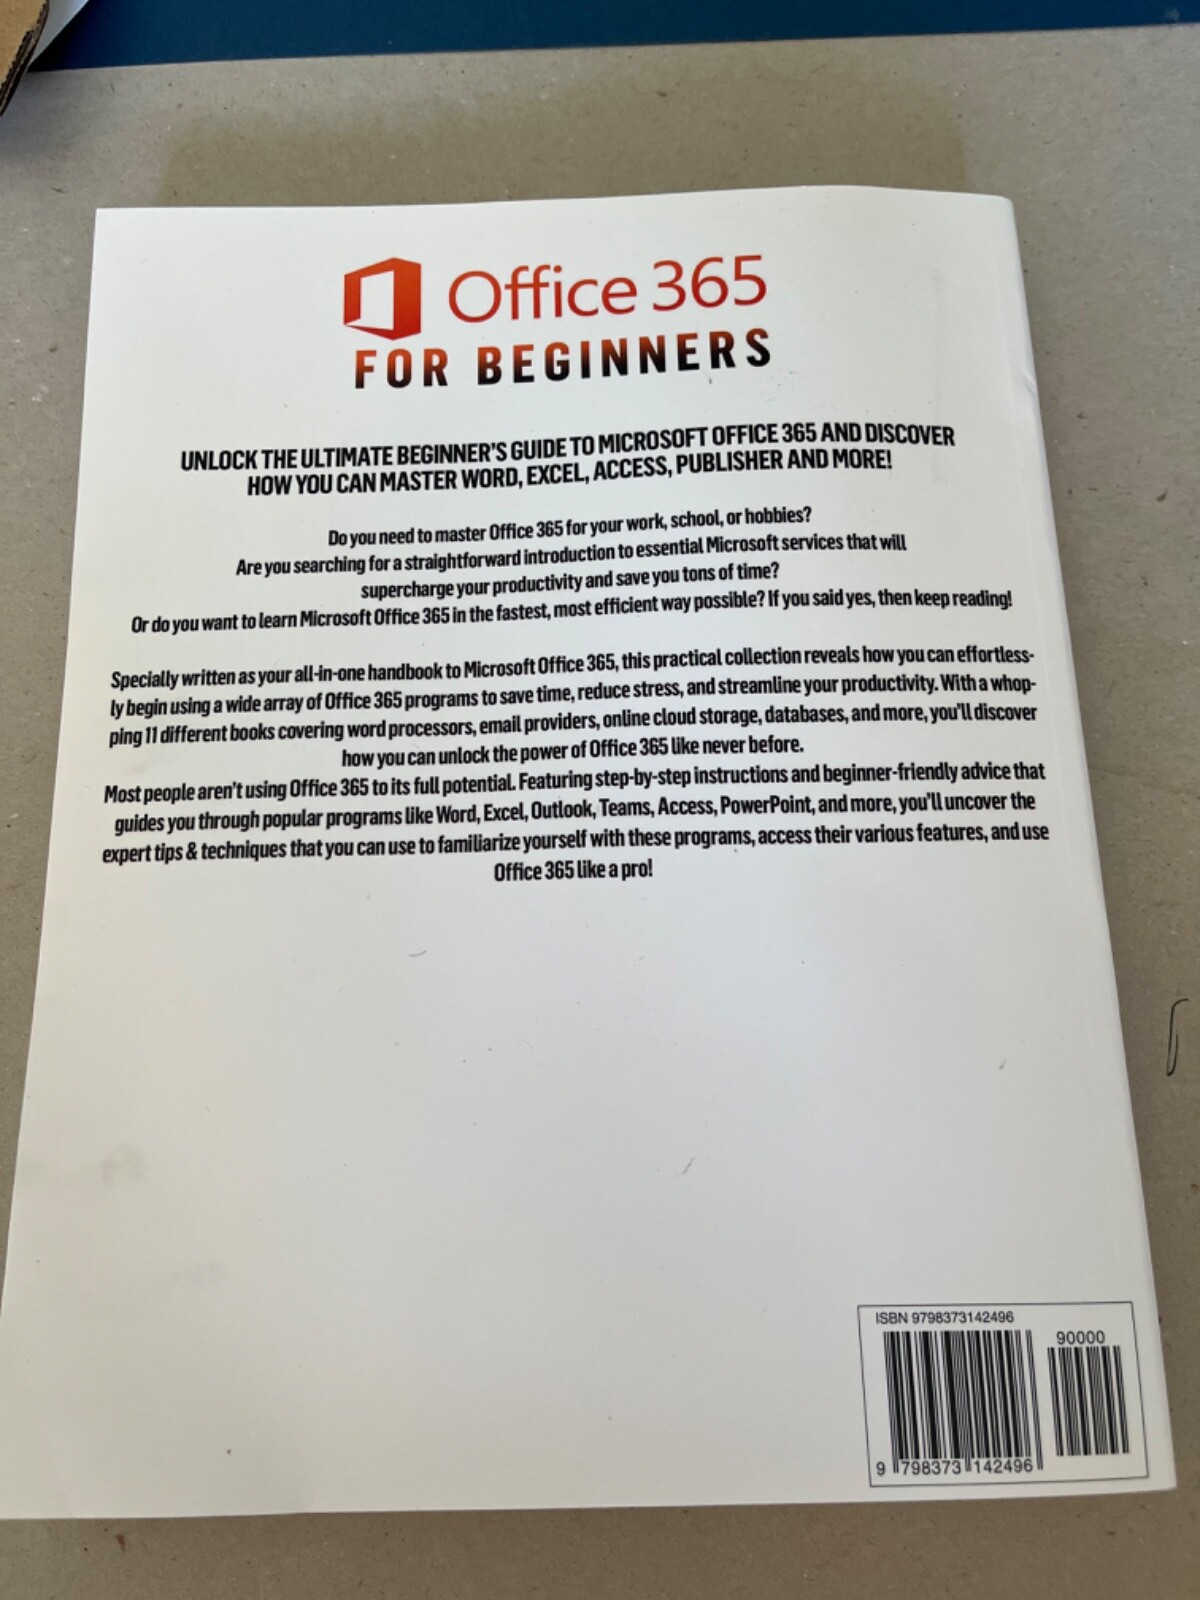 Office 365
FOR BEGINNERS
UNLOCK THE ULTIMATE BEGINNER'S GUIDE TO MICROSOFT OFFICE 365 AND DISCOVER
HOW YOU CAN MASTER WORD, EXCEL, ACCESS, PUBLISHER AND MORE!
Do you need to master Office 365 for your work, school, or hobbies?
Are you searching for a straightforward introduction to essential Microsoft services that will
supercharge your productivity and save you tons of time?
Or do you want to learn Microsoft Office 365 in the fastest, most efficient way possible? If you said yes, then keep reading!
Specially written as your all-in-one handbook to Microsoft Office 365, this practical collection reveals how you can effortless-
ly begin using a wide array of Office 365 programs to save time, reduce stress, and streamline your productivity. With a whop-
ping 11 different books covering word processors, email providers, online cloud storage, databases, and more, you'll discover
how you can unlock the power of Office 365 like never before.
Most people aren't using Office 365 to its full potential. Featuring step-by-step instructions and beginner-friendly advice that
guides you through popular programs like Word, Excel, Outlook, Teams, Access, PowerPoint, and more, you'll uncover the
expert tips & techniques that you can use to familiarize yourself with these programs, access their various features, and use
Office 365 like a pro!
ISBN 9798373142496
90000
9 798373 142496